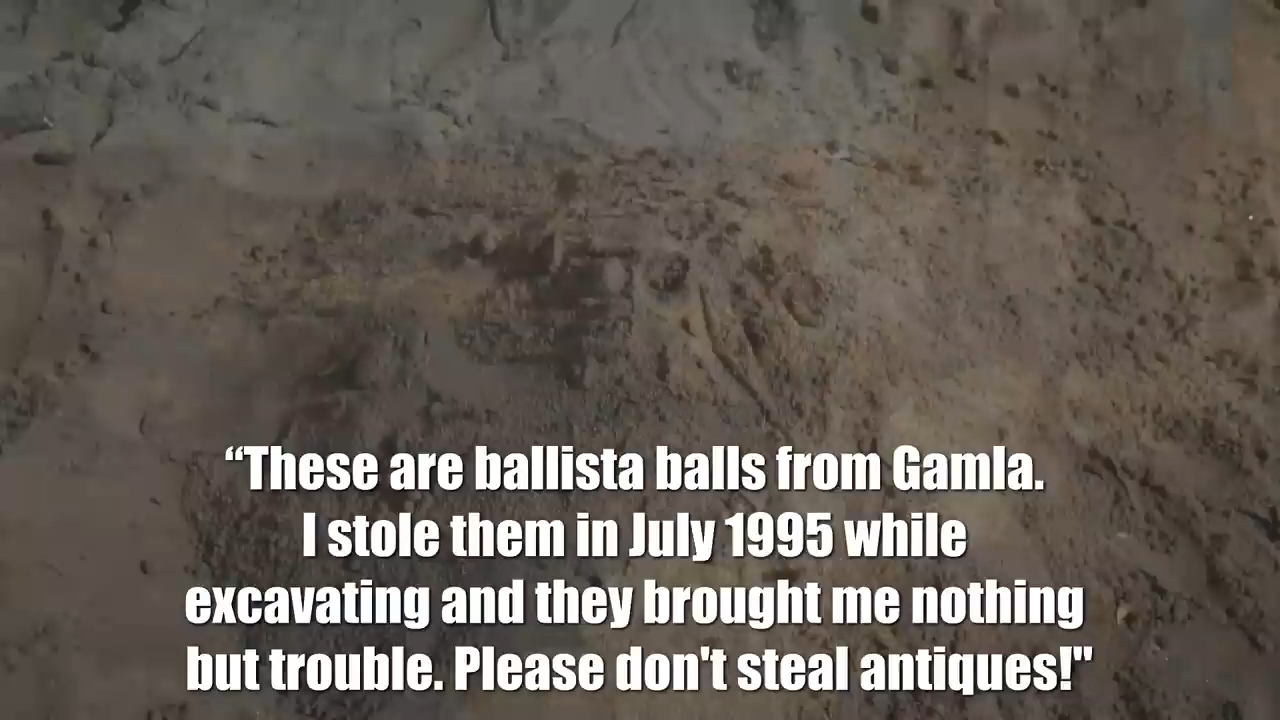 “These are ballista balls from Gamla.
I stole them in July 1995 while
excavating and they brought me nothing
but trouble. Please don't steal antiques!"